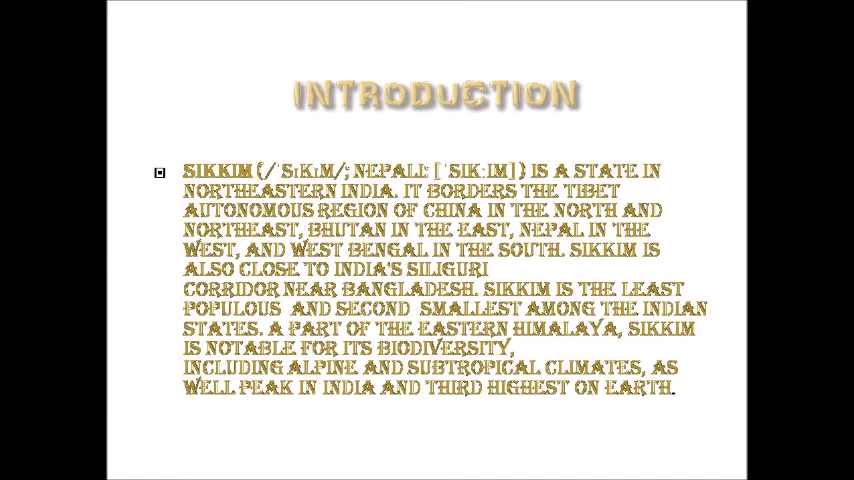 INTRODUCTION
SIKKIM (/ˈSɪKɪM/; NEPALI: [ˈSIKːIM]) IS A STATE IN
NORTHEASTERN INDIA. IT BORDERS THE TIBET
AUTONOMOUS REGION OF CHINA IN THE NORTH AND
NORTHEAST, BHUTAN IN THE EAST, NEPAL IN THE
WEST, AND WEST BENGAL IN THE SOUTH. SIKKIM IS
ALSO CLOSE TO INDIA'S SILIGURI
CORRIDOR NEAR BANGLADESH. SIKKIM IS THE LEAST
POPULOUS AND SECOND SMALLEST AMONG THE INDIAN
STATES. A PART OF THE EASTERN HIMALAYA, SIKKIM
IS NOTABLE FOR ITS BIODIVERSITY,
INCLUDING ALPINE AND SUBTROPICAL CLIMATES, AS
WELL PEAK IN INDIA AND THIRD HIGHEST ON EARTH.